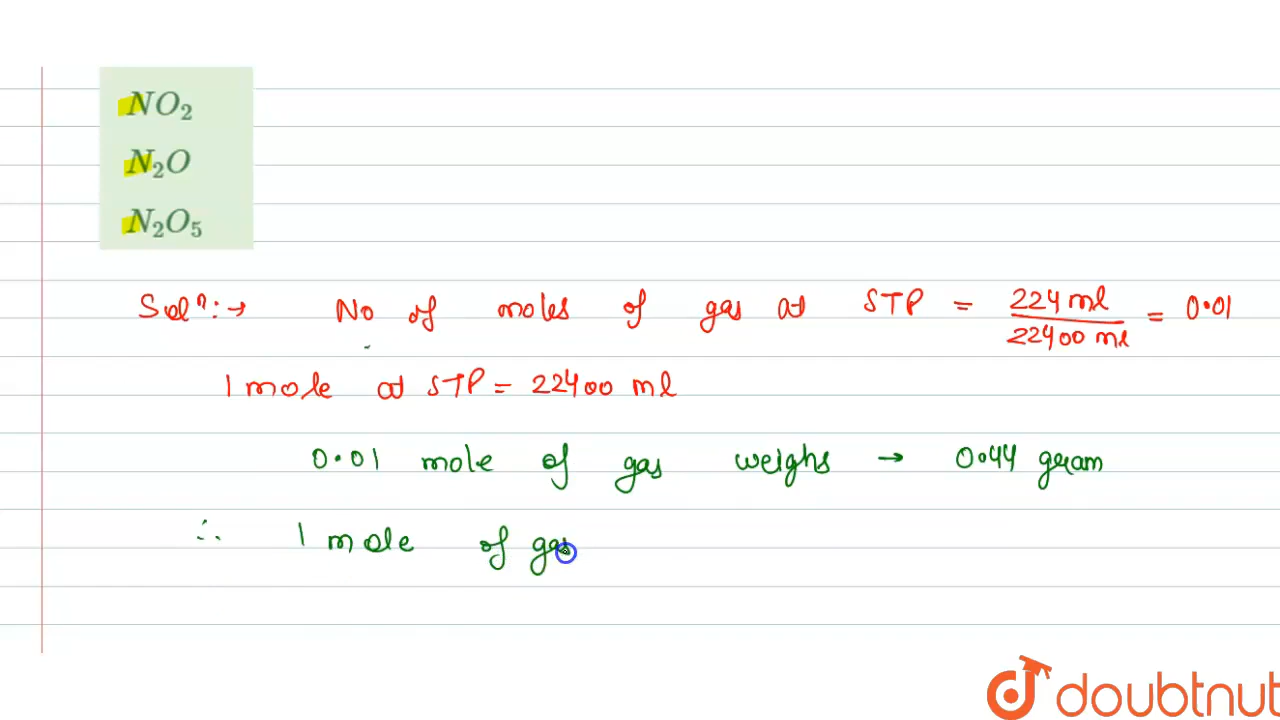 NO₂
N₂O
N₂O₅
Solⁿ:→ No of moles of gas at STP = 224 ml / 22400 ml = 0.01
1 mole at STP = 22400 ml
0.01 mole of gas weighs → 0.44 gram
∴ 1 mole of gas
doubtnut